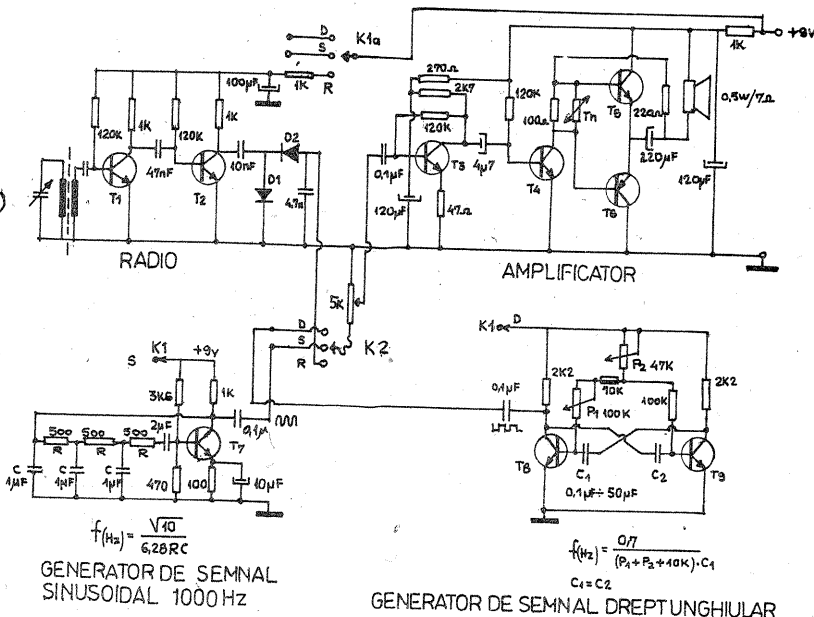 D
S
K1a
R
100µF
1K
+9V
1K
270Ω
2K7
120K
120K
100Ω
Tn
T5
220Ω
0,5W/7Ω
120K
1K
120K
1K
47nF
10nF
D2
D1
4,7n
T1
T2
0,1µF
T3
4µ7
T4
T6
220µF
120µF
120µF
47Ω
RADIO
AMPLIFICATOR
5K
D
S
R
K2
S
K1
+9V
3K6
1K
0,1µ
2µF
500
R
500
R
500
R
T7
C
1µF
C
1µF
C
1µF
470
100
10µF
f(Hz) = √10 / 6,28RC
GENERATOR DE SEMNAL
SINUSOIDAL 1000 Hz
K1
D
P2 47K
2K2
2K2
0,1µF
10K
P1 100K
100K
T8
C1
C2
T9
0,1µF ÷ 50µF
f(Hz) = 0,7 / (P1+P2+10K)·C1
C1=C2
GENERATOR DE SEMNAL DREPTUNGHIULAR